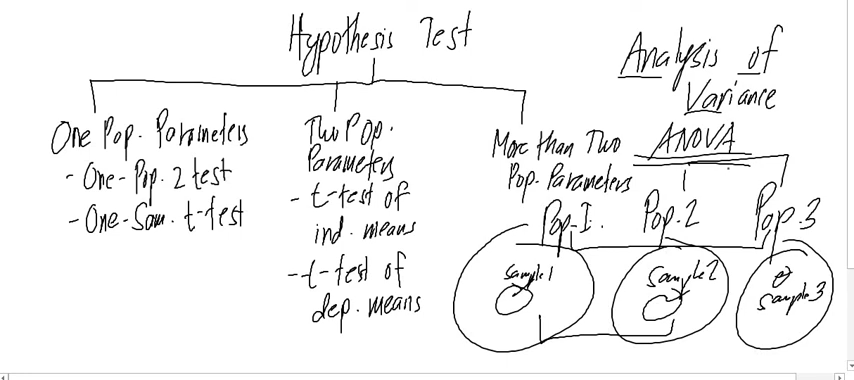 Hypothesis Test
One Pop. Parameters
- One-Pop. Z test
- One-Sam. t-test
Two Pop.
Parameters
- t-test of
ind. means
- t-test of
dep. means
More than Two
Pop. Parameters
Analysis of
Variance
ANOVA
Pop. 1.
Pop. 2
Pop. 3
Sample 1
Sample 2
Sample 3